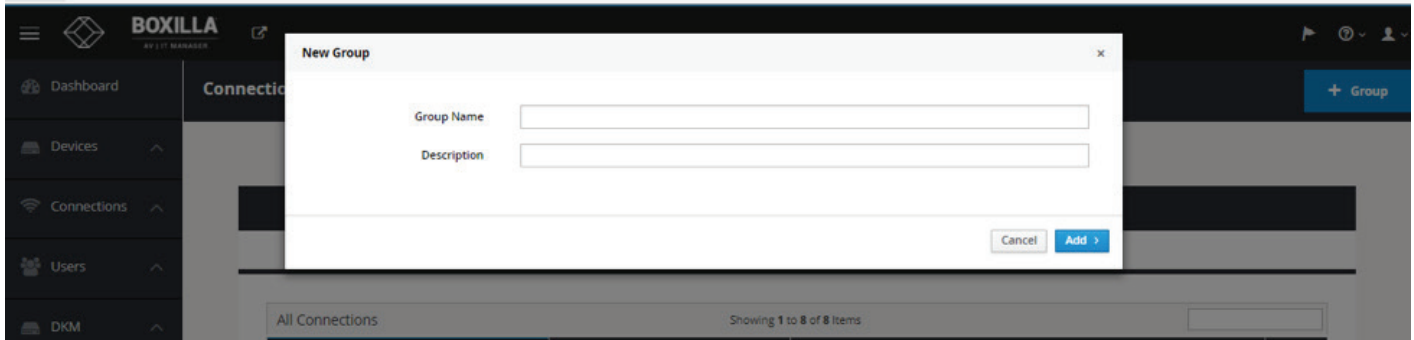 BOXILLA
AV | IT MANAGER
New Group
×
Dashboard
Connectio
+ Group
Group Name
Devices
Description
Connections
Cancel
Add >
Users
All Connections
Showing 1 to 8 of 8 Items
DKM